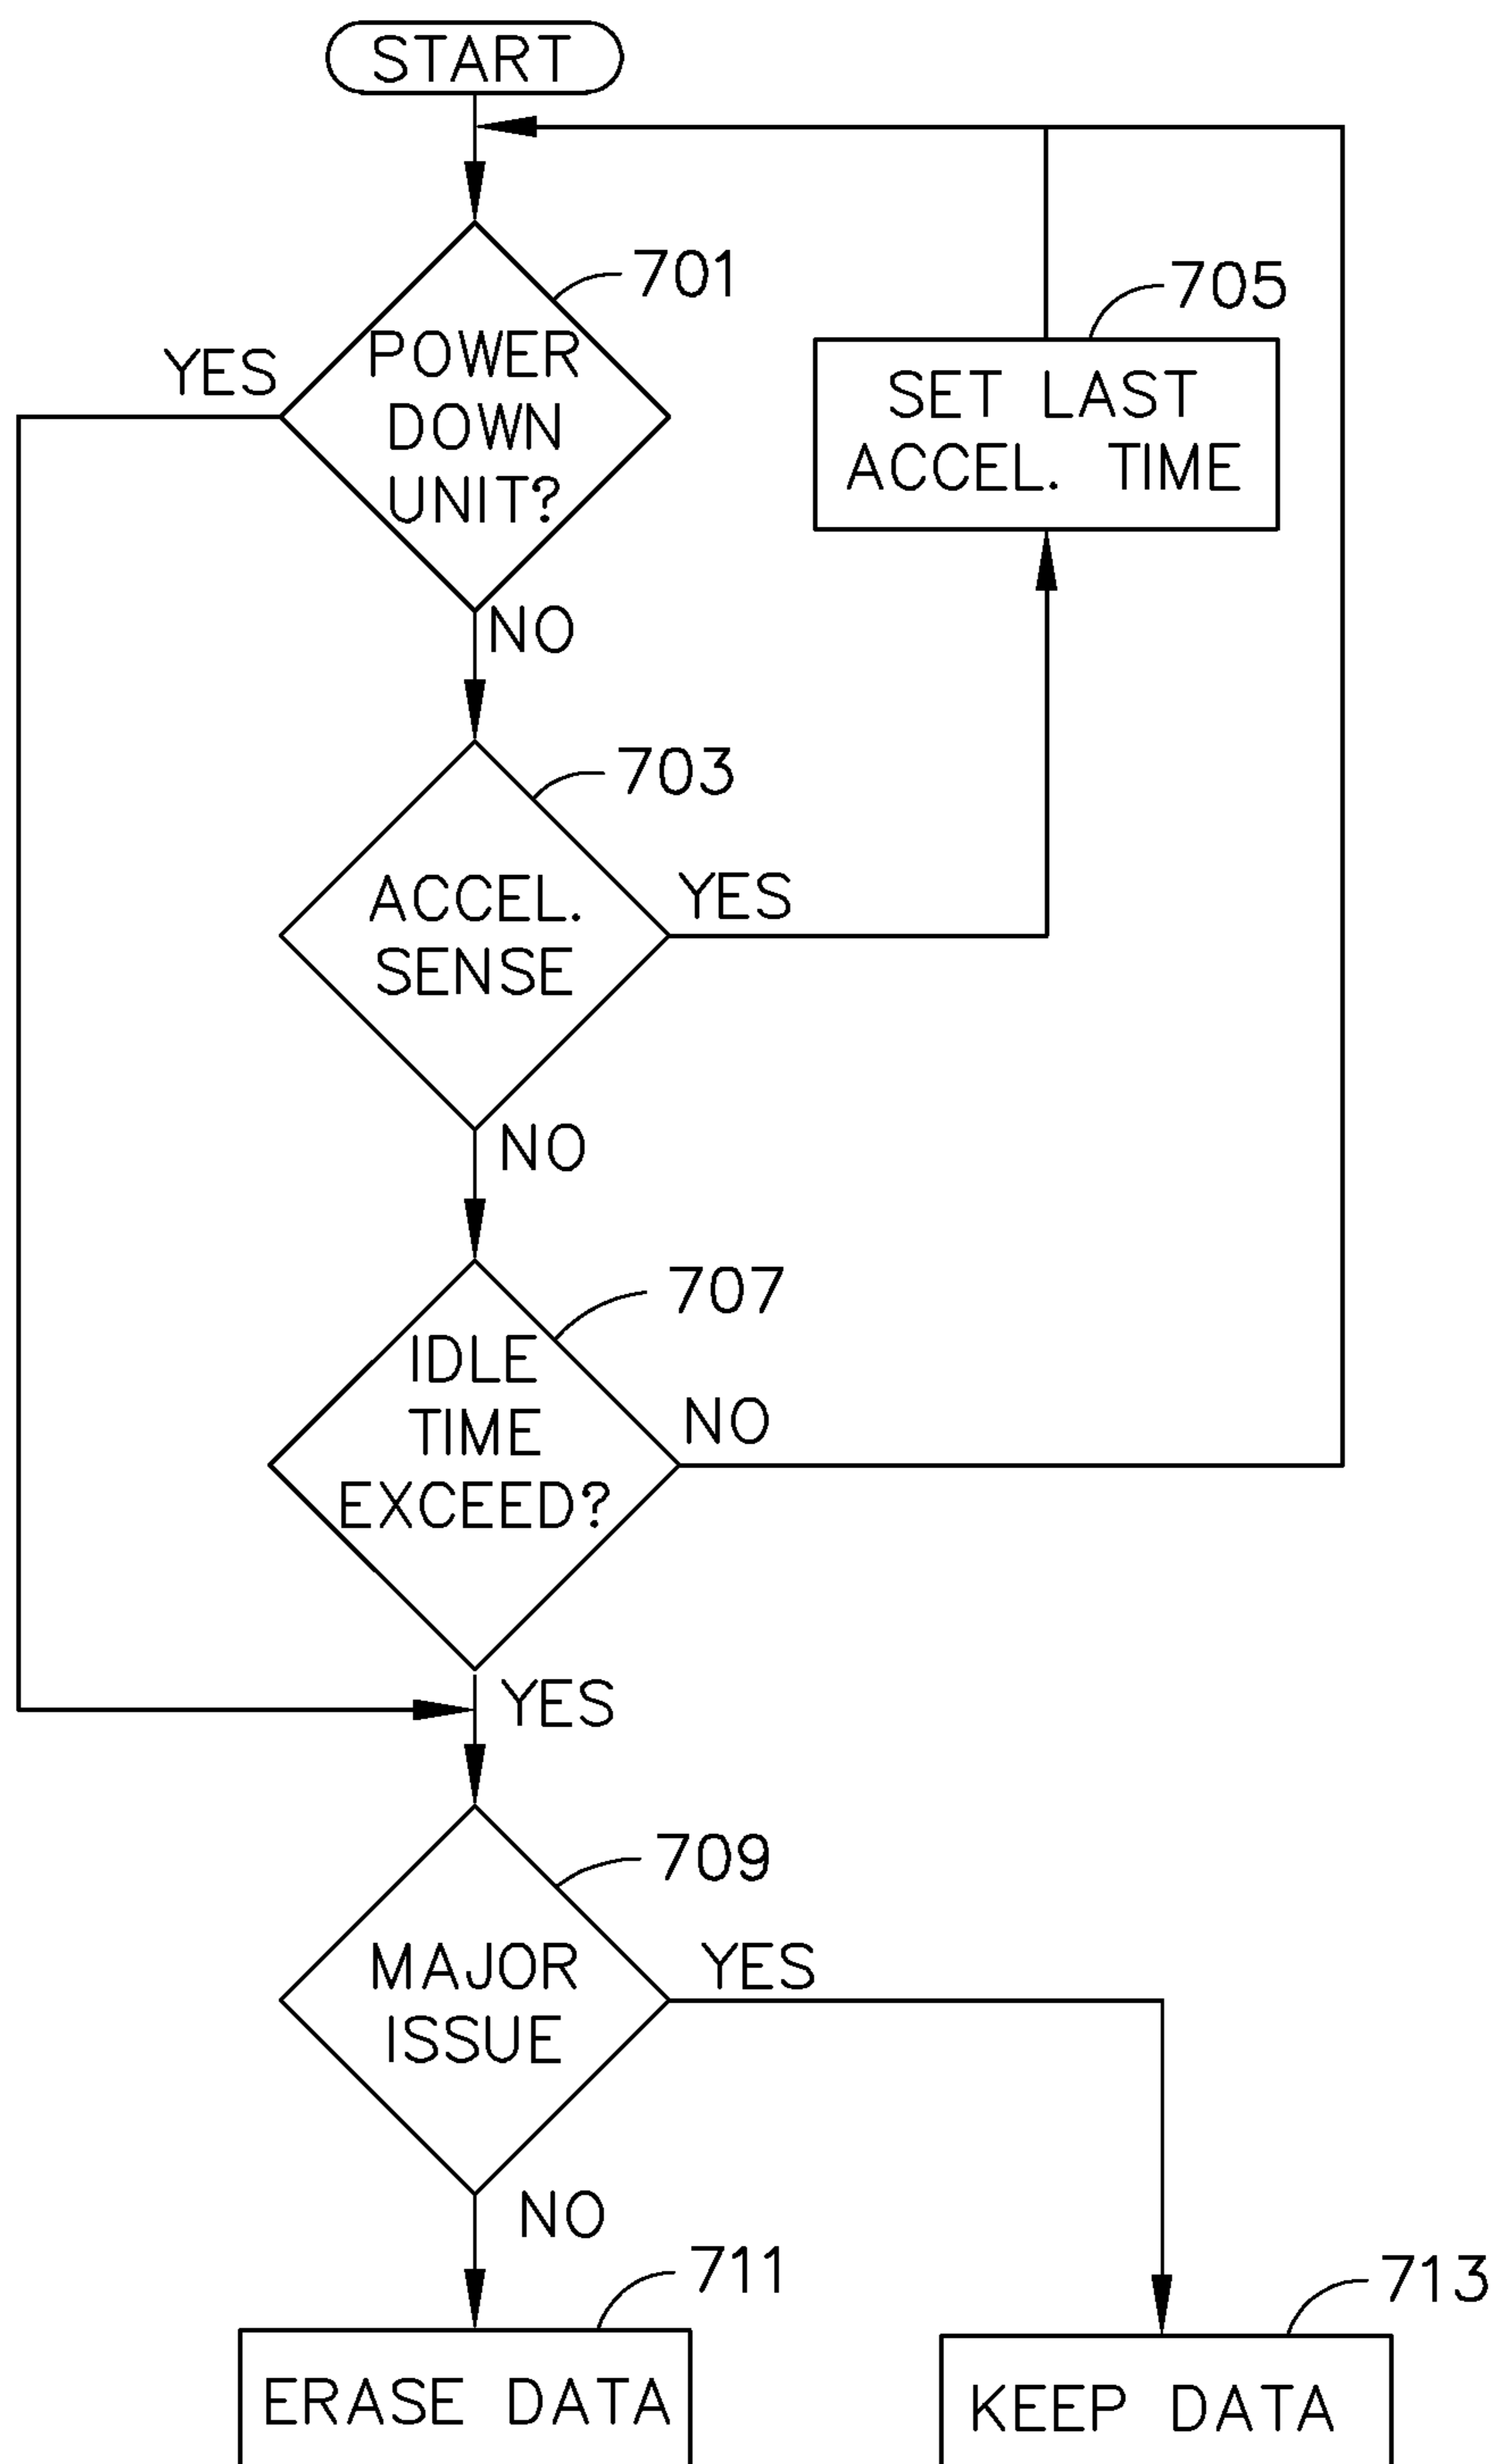 START
701
705
YES
POWER
DOWN
UNIT?
SET LAST
ACCEL. TIME
NO
703
ACCEL.
SENSE
YES
NO
707
IDLE
TIME
EXCEED?
NO
YES
709
MAJOR
ISSUE
YES
NO
711
713
ERASE DATA
KEEP DATA